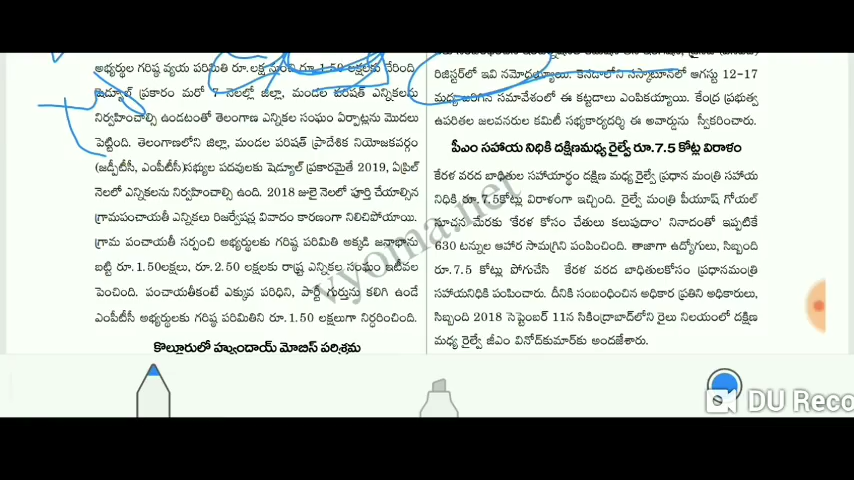 అభ్యర్థుల గరిష్ఠ వ్యయ పరిమితి రూ.లక్ష నుంచి రూ.1.50 లక్షలకు చేరింది.
షెడ్యూల్ ప్రకారం మరో 7 నెలల్లో జిల్లా, మండల పరిషత్ ఎన్నికలను
నిర్వహించాల్సి ఉండటంతో తెలంగాణ ఎన్నికల సంఘం ఏర్పాట్లను మొదలు
పెట్టింది. తెలంగాణలోని జిల్లా, మండల పరిషత్ ప్రాదేశిక నియోజకవర్గం
(జడ్పీటీసీ, ఎంపీటీసీ)సభ్యుల పదవులకు షెడ్యూల్ ప్రకారమైతే 2019, ఏప్రిల్
నెలలో ఎన్నికలను నిర్వహించాల్సి ఉంది. 2018 జులై నెలలో పూర్తి చేయాల్సిన
గ్రామపంచాయతీ ఎన్నికలు రిజర్వేషన్ల వివాదం కారణంగా నిలిచిపోయాయి.
గ్రామ పంచాయతీ సర్పంచి అభ్యర్థులకు గరిష్ఠ పరిమితి అక్కడి జనాభాను
బట్టి రూ.1.50లక్షలు, రూ.2.50 లక్షలకు రాష్ట్ర ఎన్నికల సంఘం ఇటీవల
పెంచింది. పంచాయతీకంటే ఎక్కువ పరిధిని, పార్టీ గుర్తును కలిగి ఉండే
ఎంపీటీసీ అభ్యర్థులకు గరిష్ఠ పరిమితిని రూ.1.50 లక్షలుగా నిర్ధరించింది.
కొల్లూరులో హ్యుందాయ్ మోబిస్ పరిశ్రమ
రిజిస్టర్‌లో ఇవి నమోదయ్యాయి. కెనడాలోని సస్కాటూన్‌లో ఆగస్టు 12-17
మధ్య జరిగిన సమావేశంలో ఈ కట్టడాలు ఎంపికయ్యాయి. కేంద్ర ప్రభుత్వ
ఉపరితల జలవనరుల కమిటీ సభ్యకార్యదర్శి ఈ అవార్డును స్వీకరించారు.
పీఎం సహాయ నిధికి దక్షిణమధ్య రైల్వే రూ.7.5 కోట్ల విరాళం
కేరళ వరద బాధితుల సహాయార్థం దక్షిణ మధ్య రైల్వే ప్రధాన మంత్రి సహాయ
నిధికి రూ. 7.5కోట్లు విరాళంగా ఇచ్చింది. రైల్వే మంత్రి పీయూష్ గోయల్
సూచన మేరకు 'కేరళ కోసం చేతులు కలుపుదాం' నినాదంతో ఇప్పటికే
630 టన్నుల ఆహార సామగ్రిని పంపించింది. తాజాగా ఉద్యోగులు, సిబ్బంది
రూ.7.5 కోట్లు పోగుచేసి కేరళ వరద బాధితులకోసం ప్రధానమంత్రి
సహాయనిధికి పంపించారు. దీనికి సంబంధించిన అధికార ప్రతిని అధికారులు,
సిబ్బంది 2018 సెప్టెంబర్ 11న సికింద్రాబాద్‌లోని రైలు నిలయంలో దక్షిణ
మధ్య రైల్వే జీఎం వినోద్‌కుమార్‌కు అందజేశారు.
vyoma.net
DU Reco